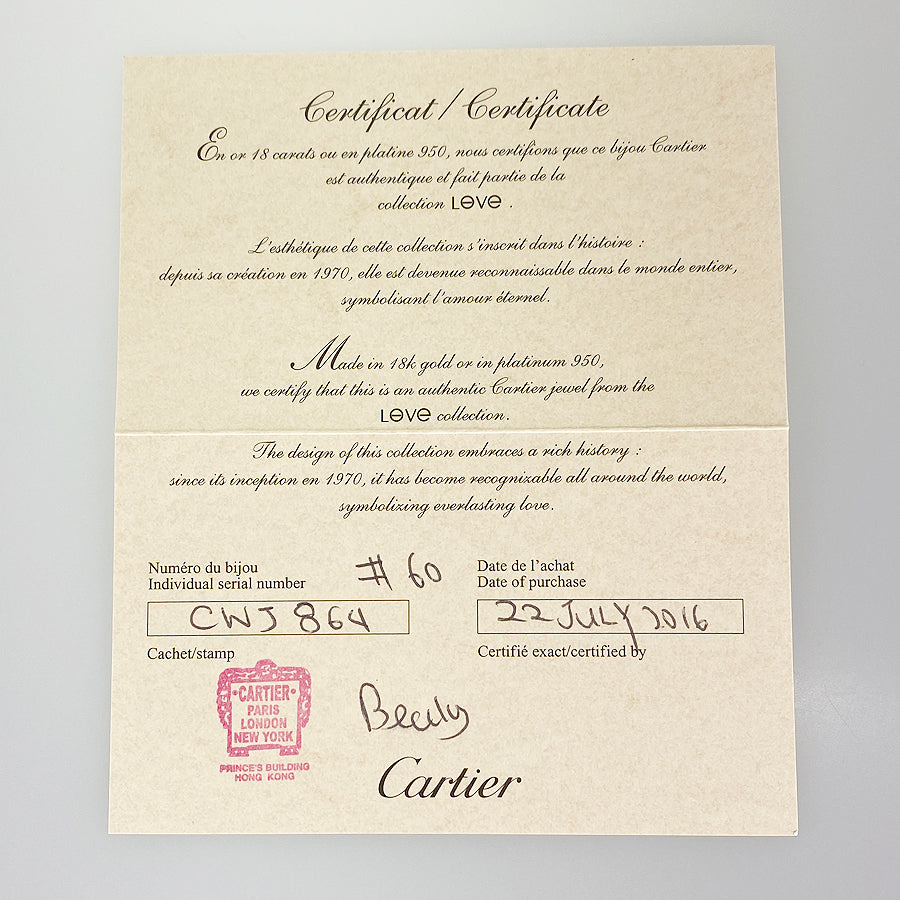 Certificat / Certificate
En or 18 carats ou en platine 950, nous certifions que ce bijou Cartier
est authentique et fait partie de la
collection LOVE .
L'esthétique de cette collection s'inscrit dans l'histoire :
depuis sa création en 1970, elle est devenue reconnaissable dans le monde entier,
symbolisant l'amour éternel.
Made in 18k gold or in platinum 950,
we certify that this is an authentic Cartier jewel from the
LOVE collection.
The design of this collection embraces a rich history :
since its inception en 1970, it has become recognizable all around the world,
symbolizing everlasting love.
Numéro du bijou
Individual serial number
# 60
CWJ 864
Date de l'achat
Date of purchase
22 JULY 2016
Cachet/stamp
Certifié exact/certified by
·CARTIER·
PARIS
LONDON
NEW YORK
PRINCE'S BUILDING
HONG KONG
Cartier